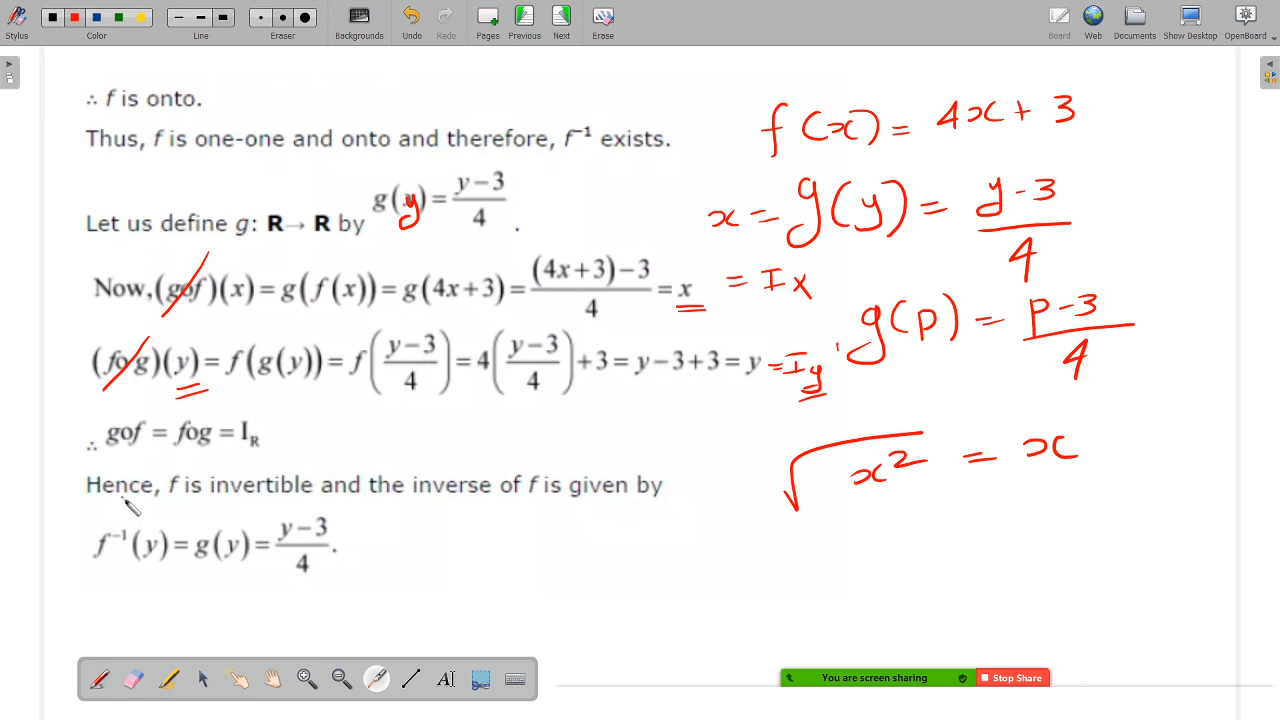 Stylus Color Line Eraser Backgrounds Undo Redo Pages Previous Next Erase Board Web Documents Show Desktop OpenBoard
∴ f is onto.
f(x) = 4x + 3
Thus, f is one-one and onto and therefore, f⁻¹ exists.
Let us define g: R→ R by g(y) = (y−3)/4 .
x = g(y) = (y-3)/4
Now,(gof)(x) = g(f(x)) = g(4x+3) = ((4x+3)−3)/4 = x = Ix
g(p) = (p-3)/4
(fog)(y) = f(g(y)) = f((y−3)/4) = 4((y−3)/4)+3 = y−3+3 = y = Iy
∴ gof = fog = I_R
√x² = x
Hence, f is invertible and the inverse of f is given by
f⁻¹(y) = g(y) = (y−3)/4.
You are screen sharing Stop Share